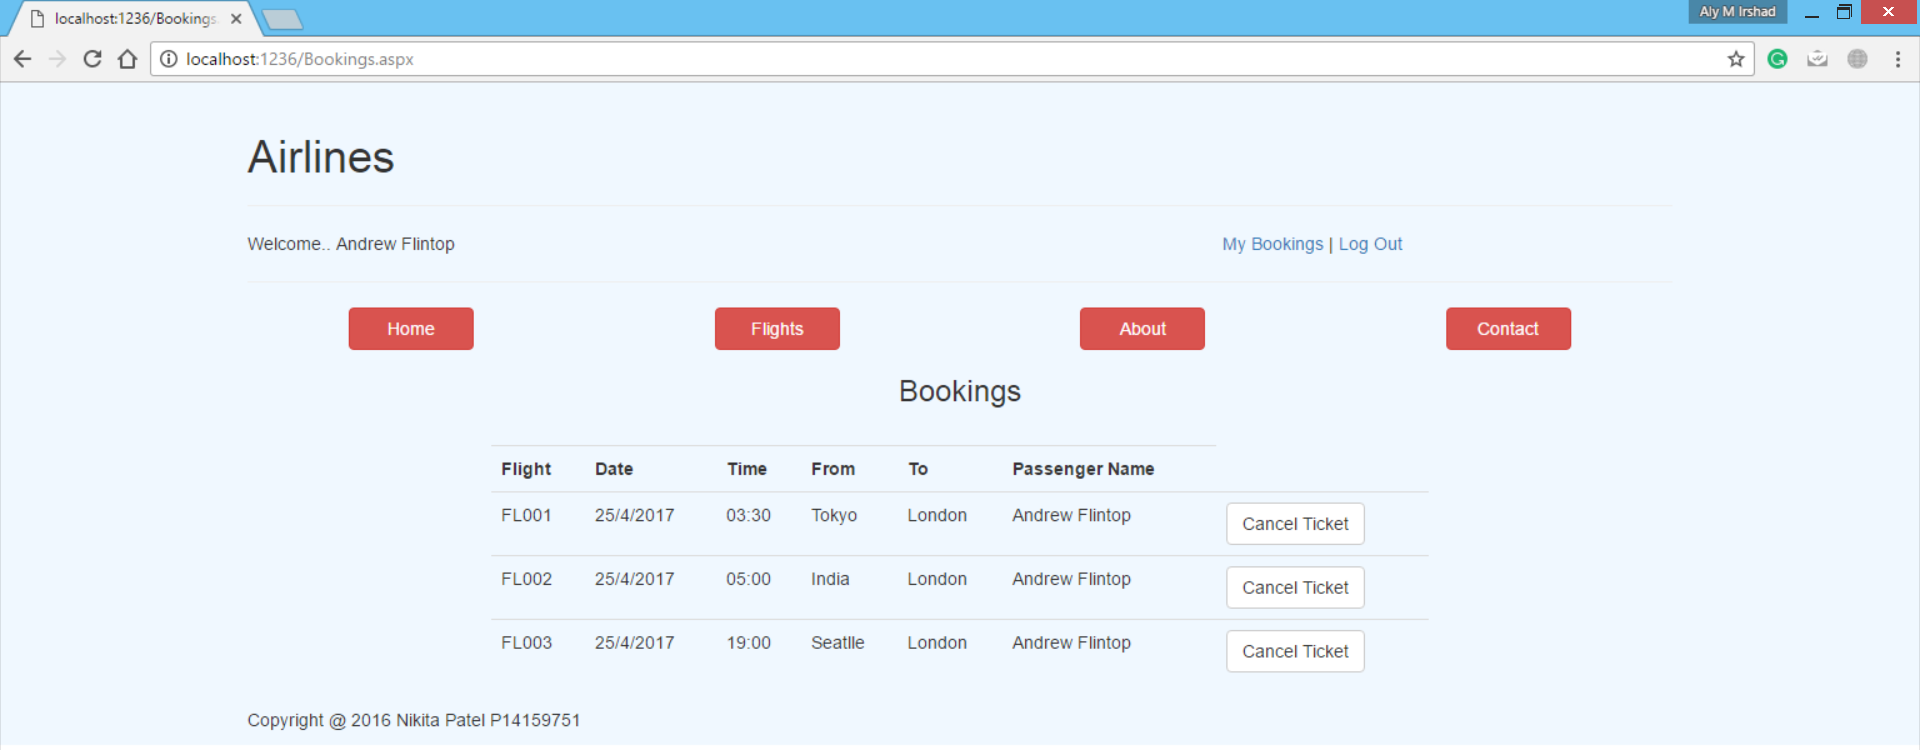 localhost:1236/Bookings
Aly M Irshad
localhost:1236/Bookings.aspx
Airlines
Welcome.. Andrew Flintop
My Bookings | Log Out
Home Flights About Contact
Bookings
Flight Date Time From To Passenger Name
FL001 25/4/2017 03:30 Tokyo London Andrew Flintop Cancel Ticket
FL002 25/4/2017 05:00 India London Andrew Flintop Cancel Ticket
FL003 25/4/2017 19:00 Seatlle London Andrew Flintop Cancel Ticket
Copyright @ 2016 Nikita Patel P14159751